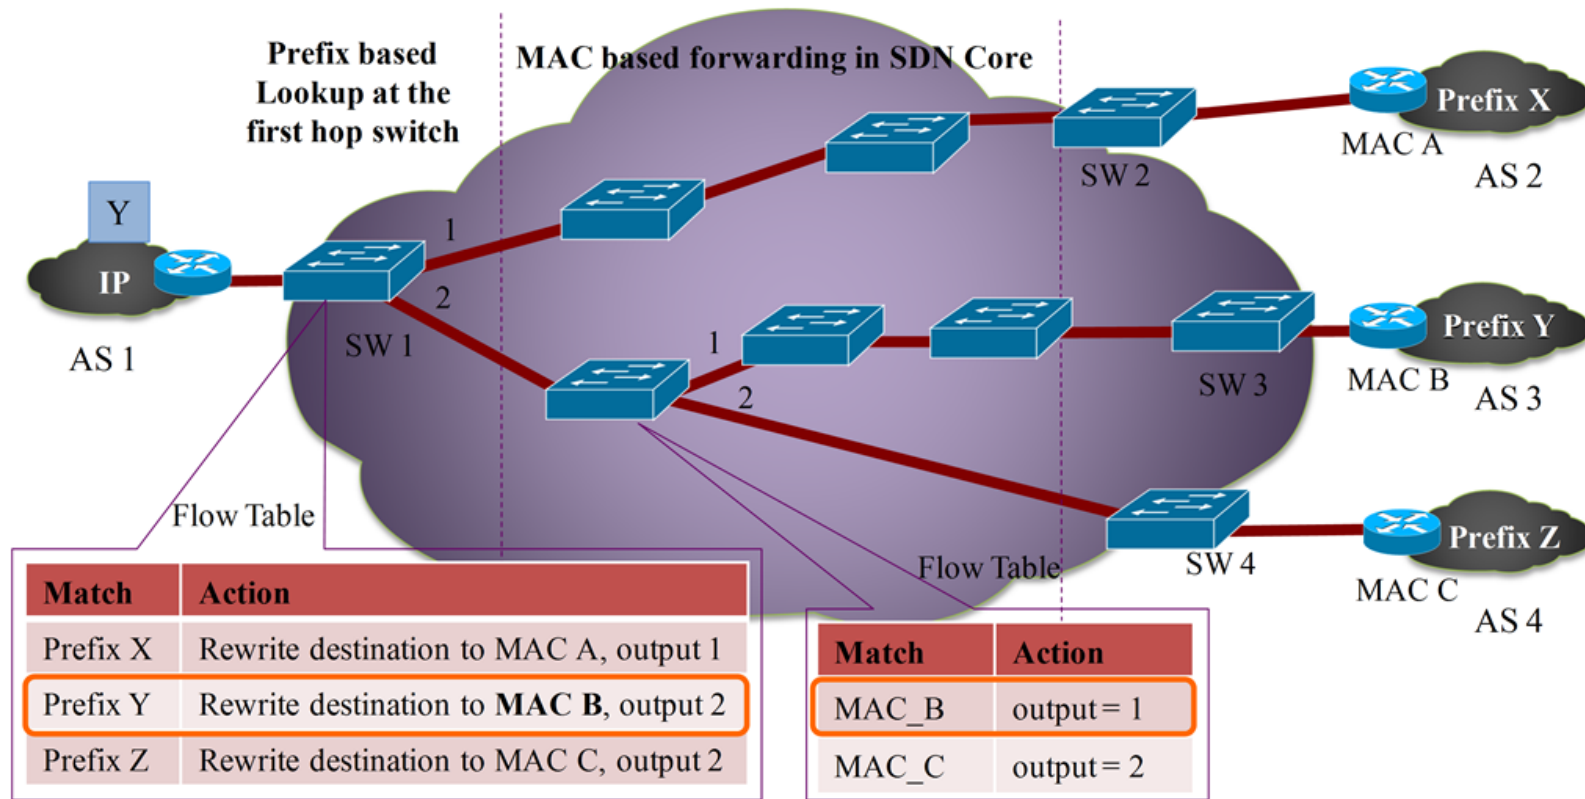 Prefix based
Lookup at the
first hop switch
MAC based forwarding in SDN Core
Prefix X
MAC A
AS 2
SW 2
Y
IP
AS 1
1
2
SW 1
1
2
SW 3
Prefix Y
MAC B
AS 3
Prefix Z
MAC C
AS 4
SW 4
Flow Table
Match Action
Prefix X Rewrite destination to MAC A, output 1
Prefix Y Rewrite destination to MAC B, output 2
Prefix Z Rewrite destination to MAC C, output 2
Flow Table
Match Action
MAC_B output = 1
MAC_C output = 2